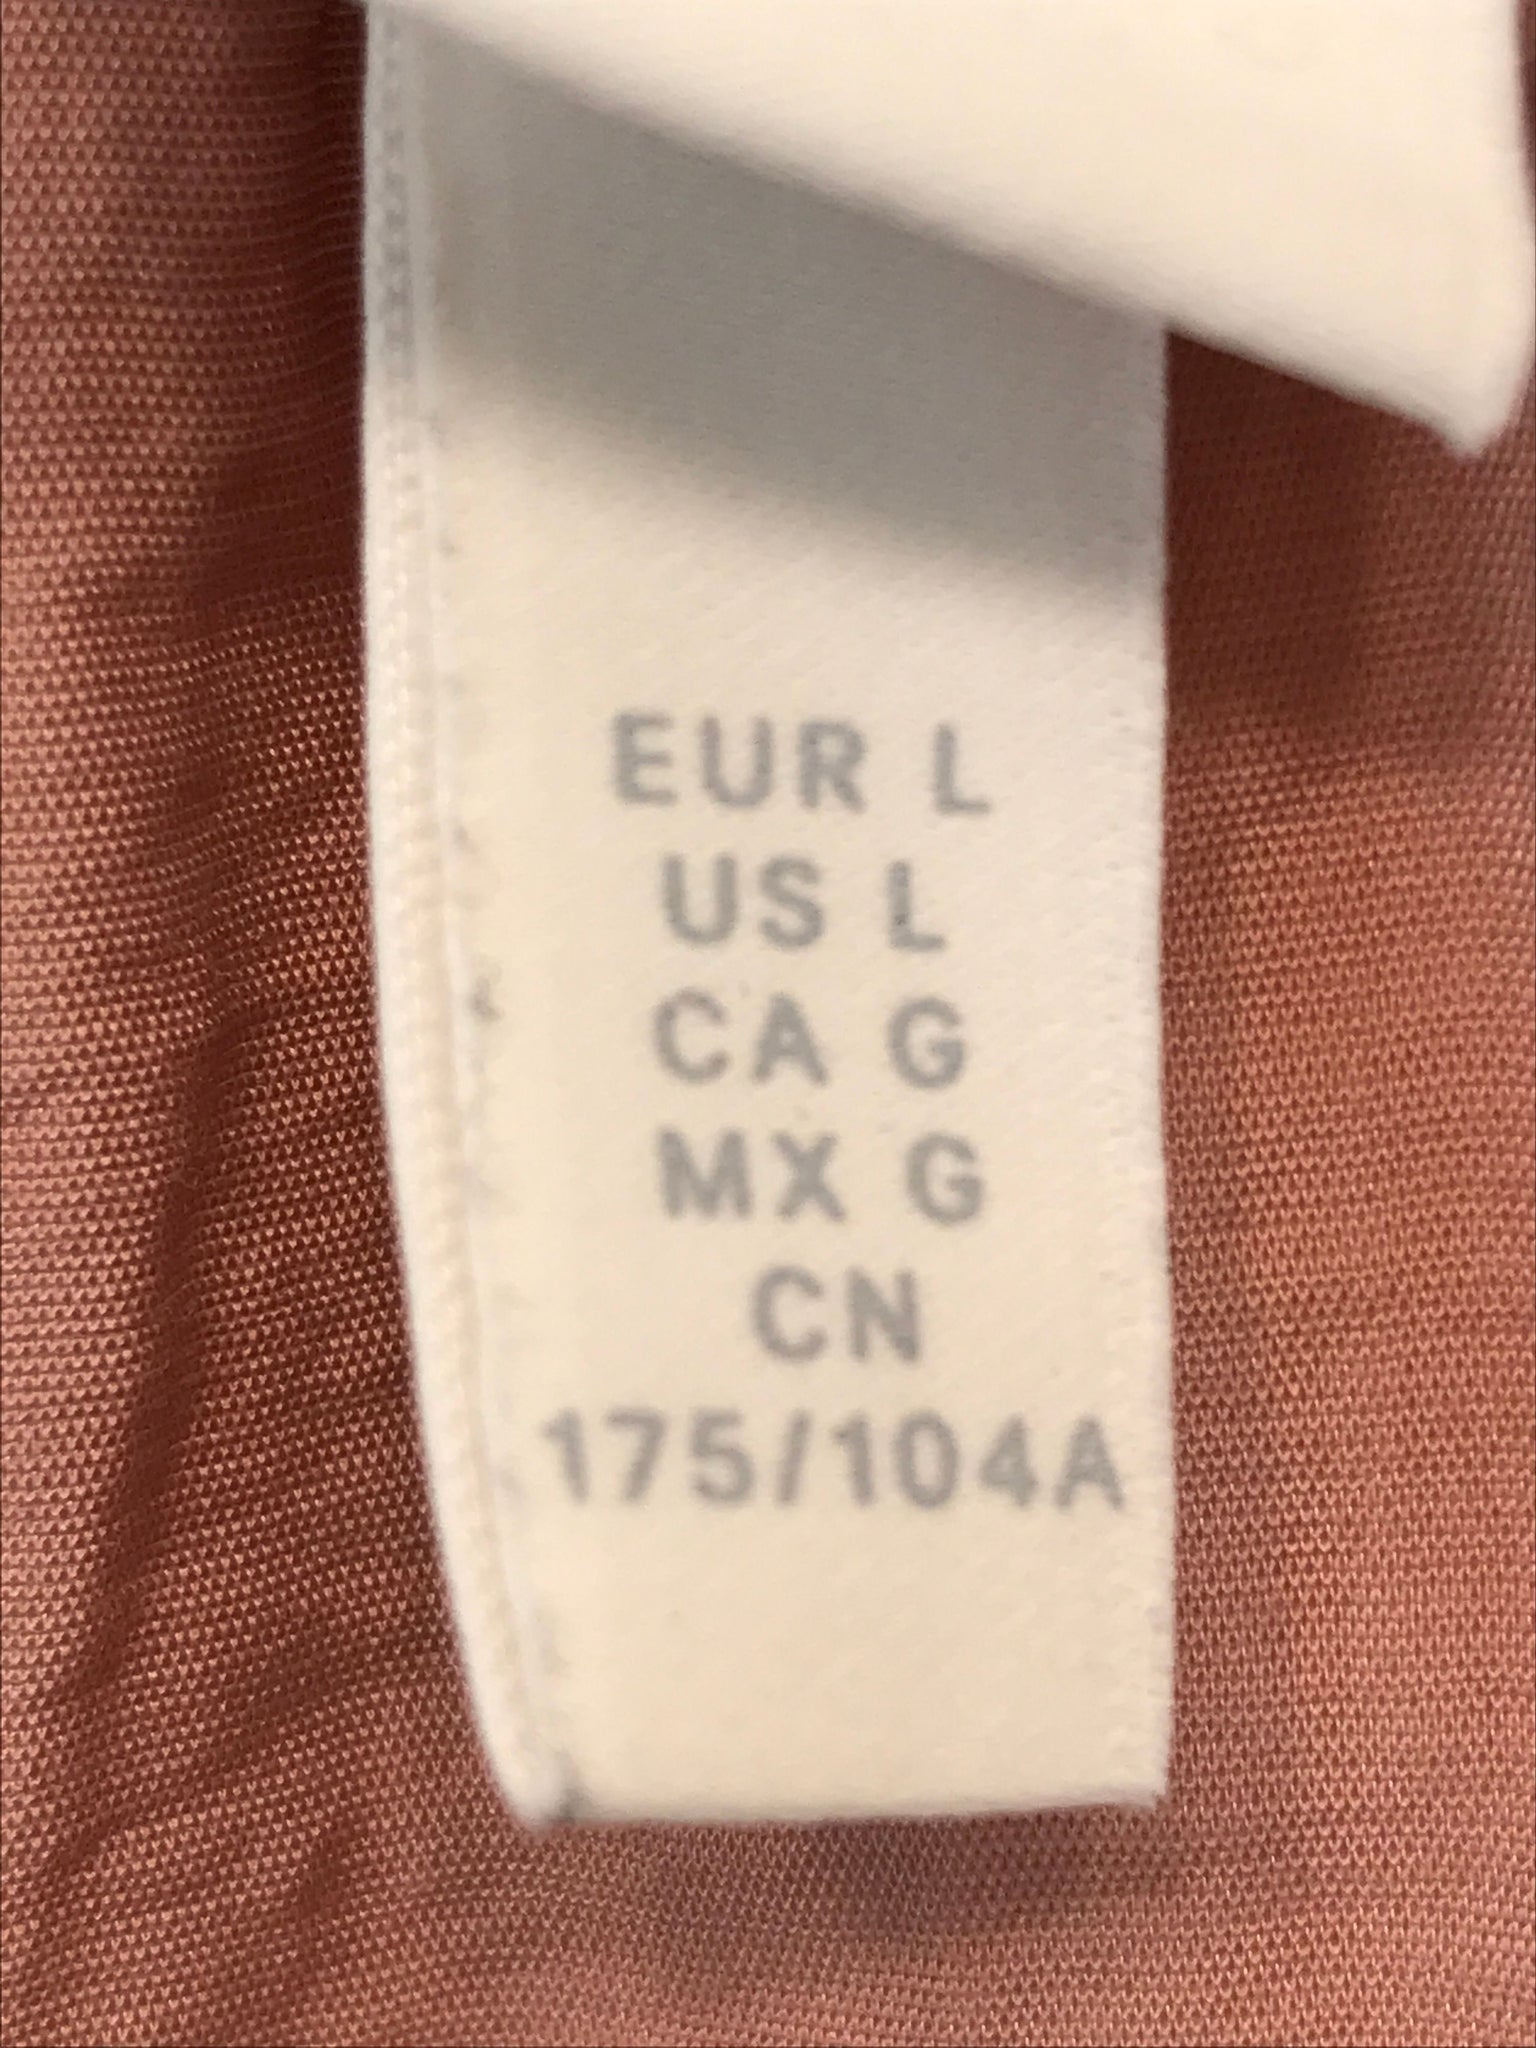 EUR L
US L
CA G
MX G
CN
175/104A